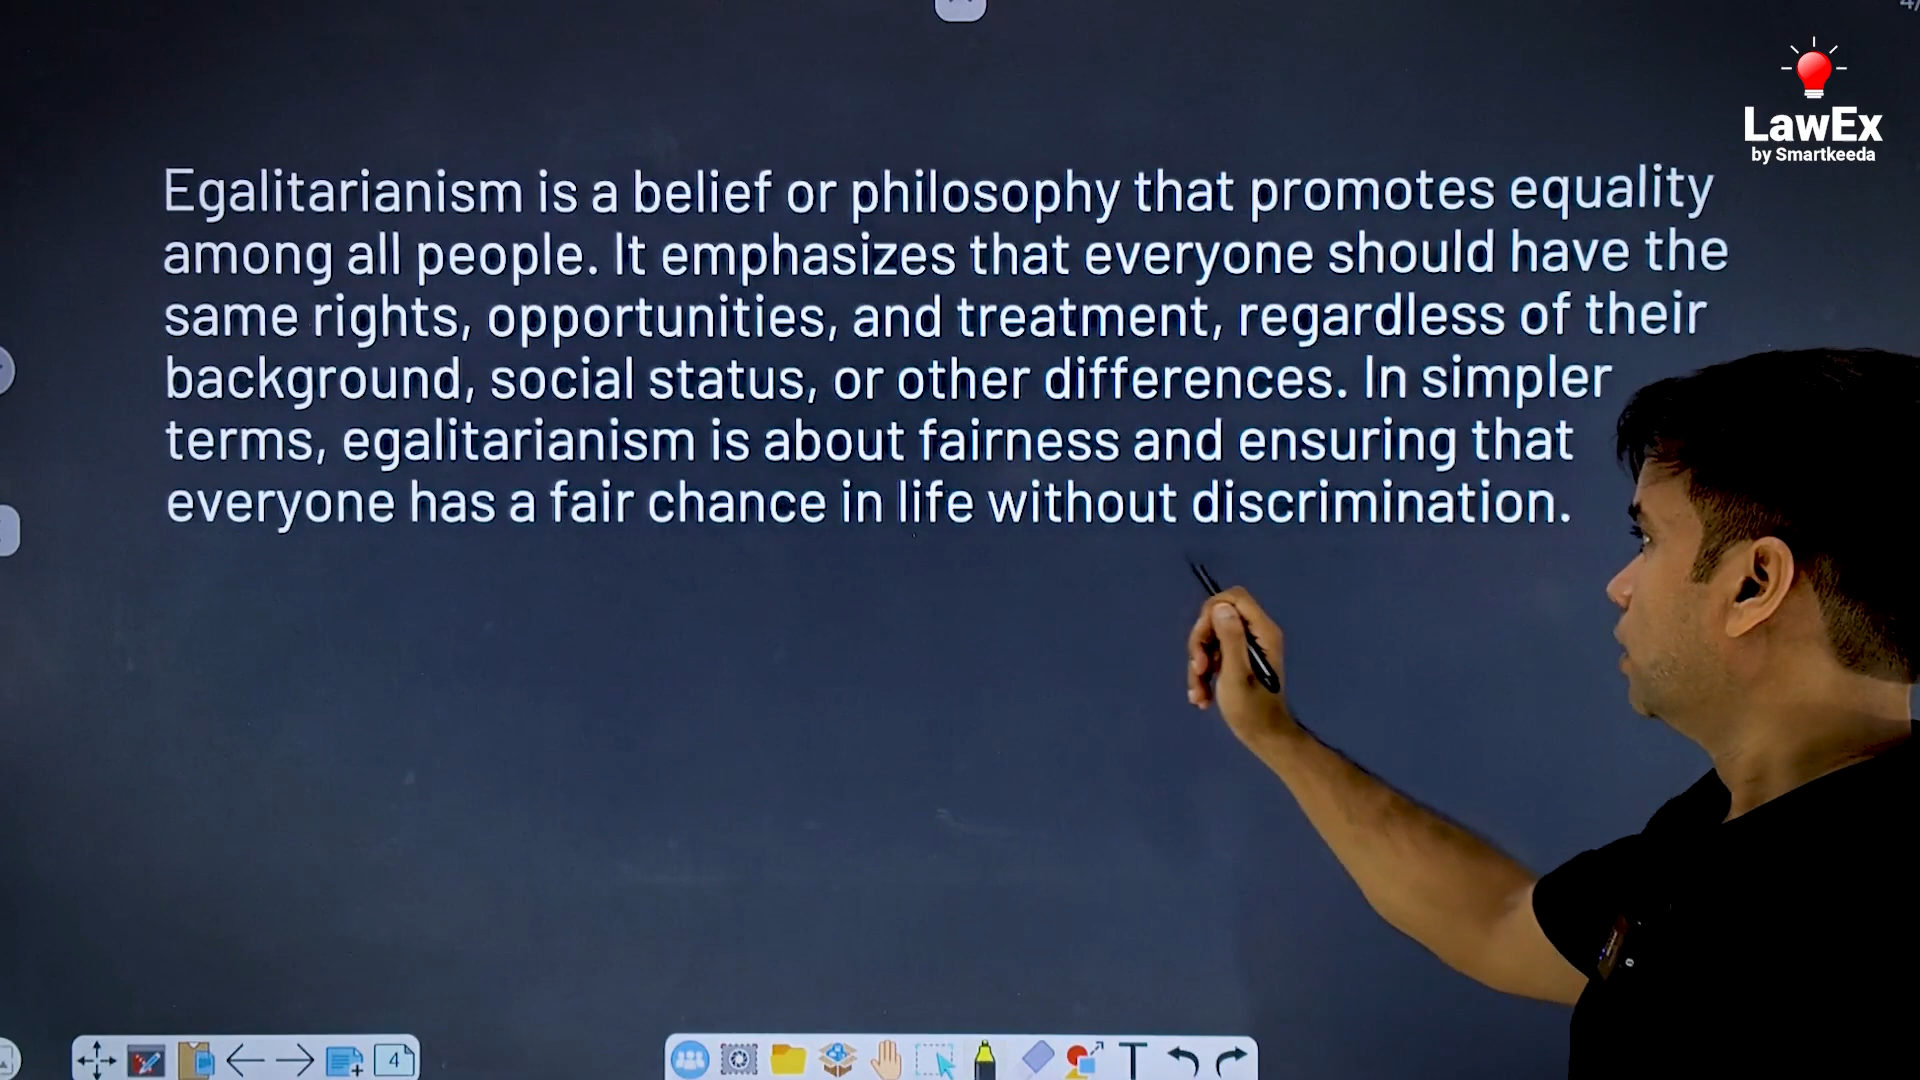 LawEx
by Smartkeeda
Egalitarianism is a belief or philosophy that promotes equality
among all people. It emphasizes that everyone should have the
same rights, opportunities, and treatment, regardless of their
background, social status, or other differences. In simpler
terms, egalitarianism is about fairness and ensuring that
everyone has a fair chance in life without discrimination.
4